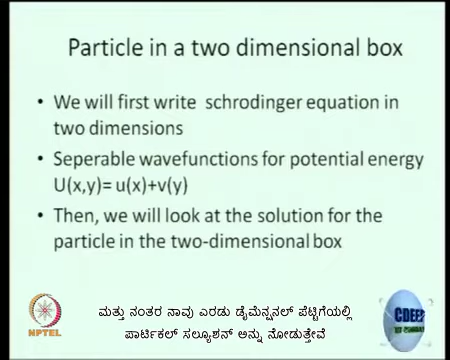 Particle in a two dimensional box
• We will first write schrodinger equation in
two dimensions
• Seperable wavefunctions for potential energy
U(x,y)= u(x)+v(y)
• Then, we will look at the solution for the
particle in the two-dimensional box
ಮತ್ತು ನಂತರ ನಾವು ಎರಡು ಡೈಮೆನ್ಷನಲ್ ಪೆಟ್ಟಿಗೆಯಲ್ಲಿ
ಪಾರ್ಟಿಕಲ್ ಸಲ್ಯೂಶನ್ ಅನ್ನು ನೋಡುತ್ತೇವೆ
NPTEL
CDEEP
IIT BOMBAY